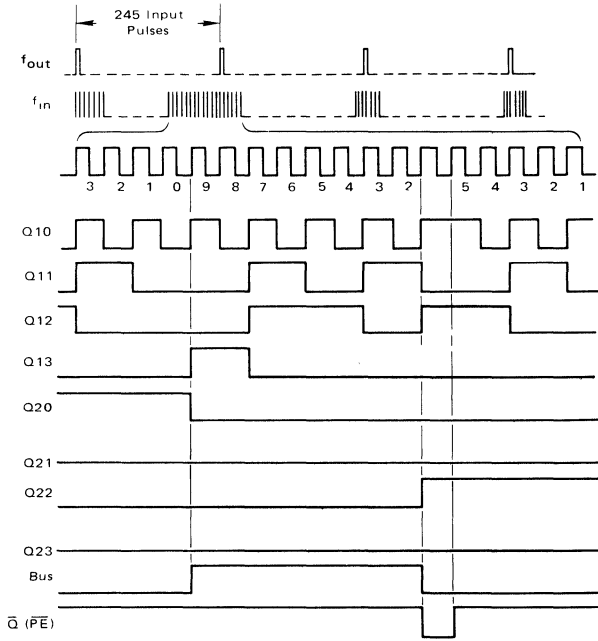 245 Input
Pulses
fout
fin
3 2 1 0 9 8 7 6 5 4 3 2 5 4 3 2 1
Q10
Q11
Q12
Q13
Q20
Q21
Q22
Q23
Bus
Q̅ (P̅E̅)